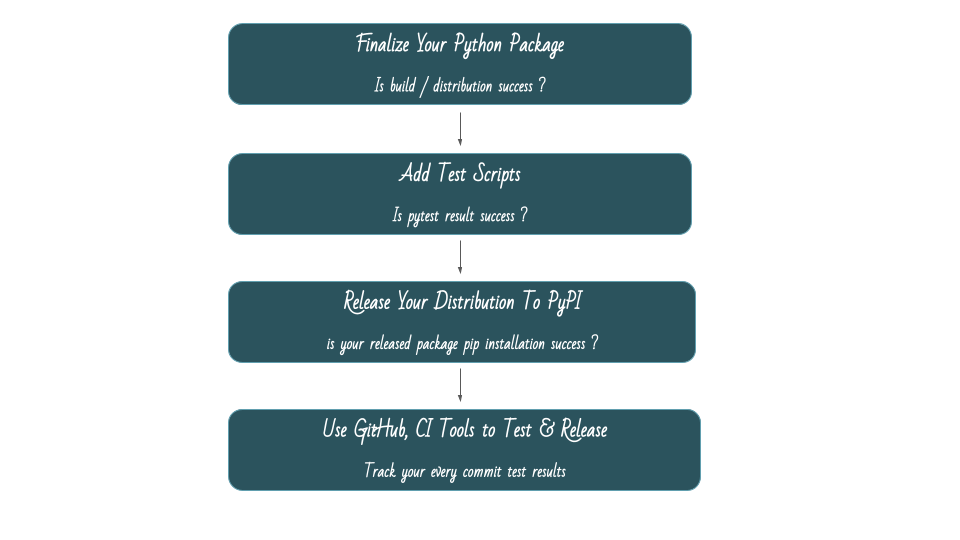 Finalize Your Python Package
Is build / distribution success ?
Add Test Scripts
Is pytest result success ?
Release Your Distribution To PyPI
is your released package pip installation success ?
Use GitHub, CI Tools to Test & Release
Track your every commit test results